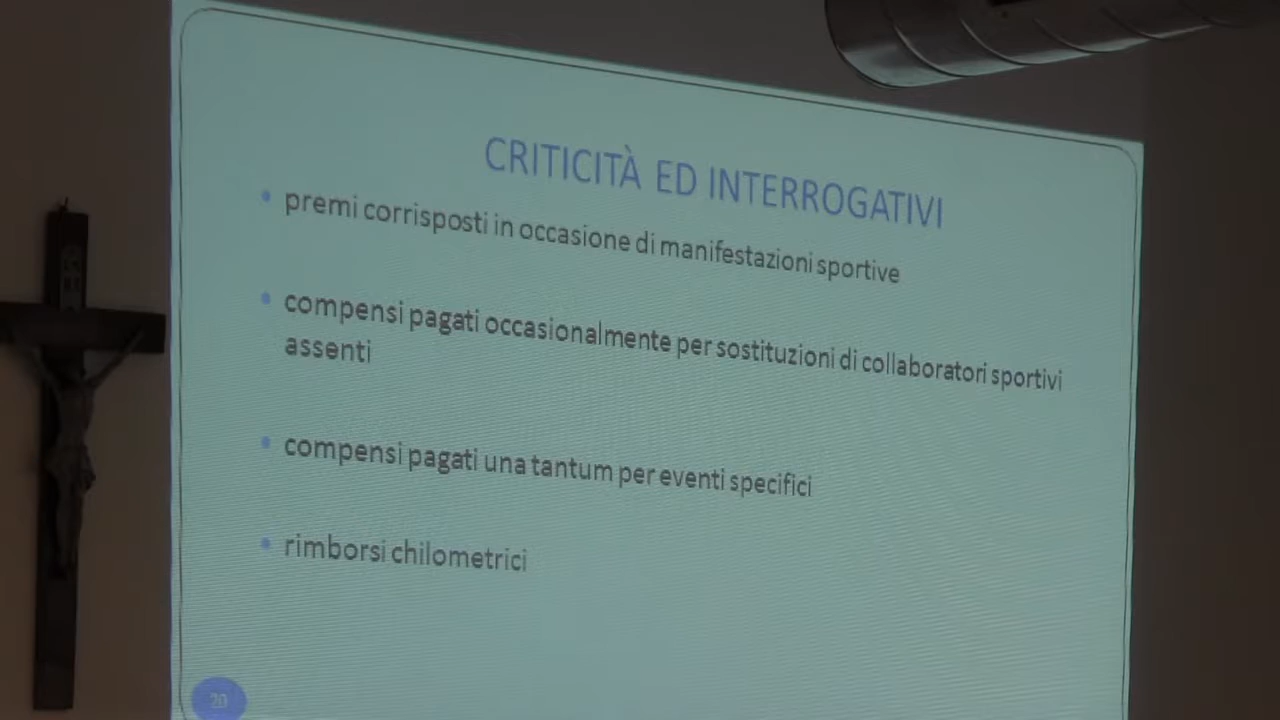 CRITICITÀ ED INTERROGATIVI
• premi corrisposti in occasione di manifestazioni sportive
• compensi pagati occasionalmente per sostituzioni di collaboratori sportivi
assenti
• compensi pagati una tantum per eventi specifici
• rimborsi chilometrici
20